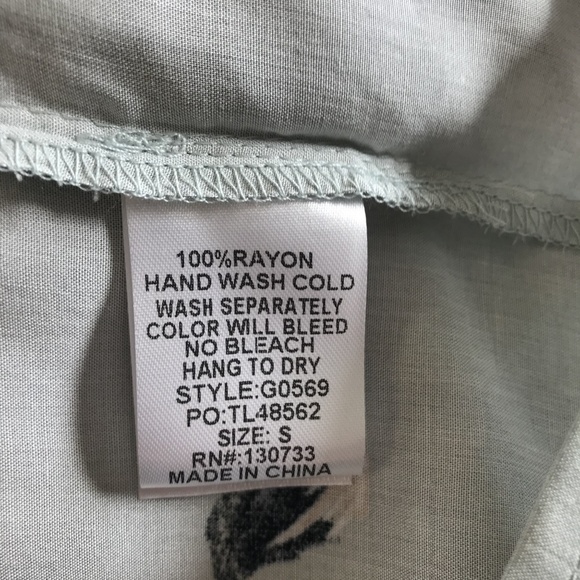 100%RAYON
HAND WASH COLD
WASH SEPARATELY
COLOR WILL BLEED
NO BLEACH
HANG TO DRY
STYLE:G0569
PO:TL48562
SIZE: S
RN#:130733
MADE IN CHINA